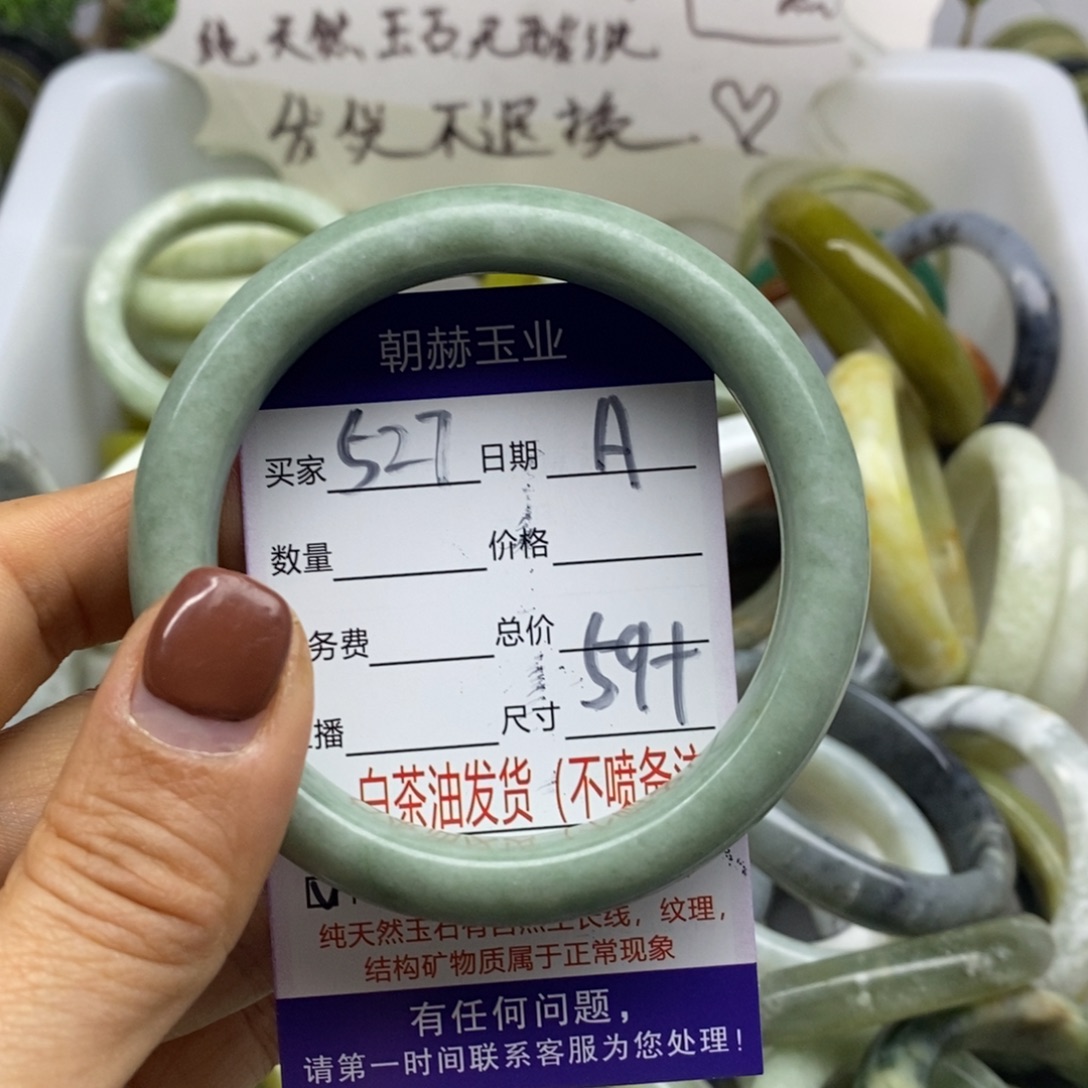 纯天然玉石无酸洗
售货不退换
朝赫玉业
买家 527 日期 A
数量 价格
务费 总价
播 尺寸 59+
白茶油发货（不喷备注
纯天然玉石有自然生长线，纹理，
结构矿物质属于正常现象
有任何问题，
请第一时间联系客服为您处理！